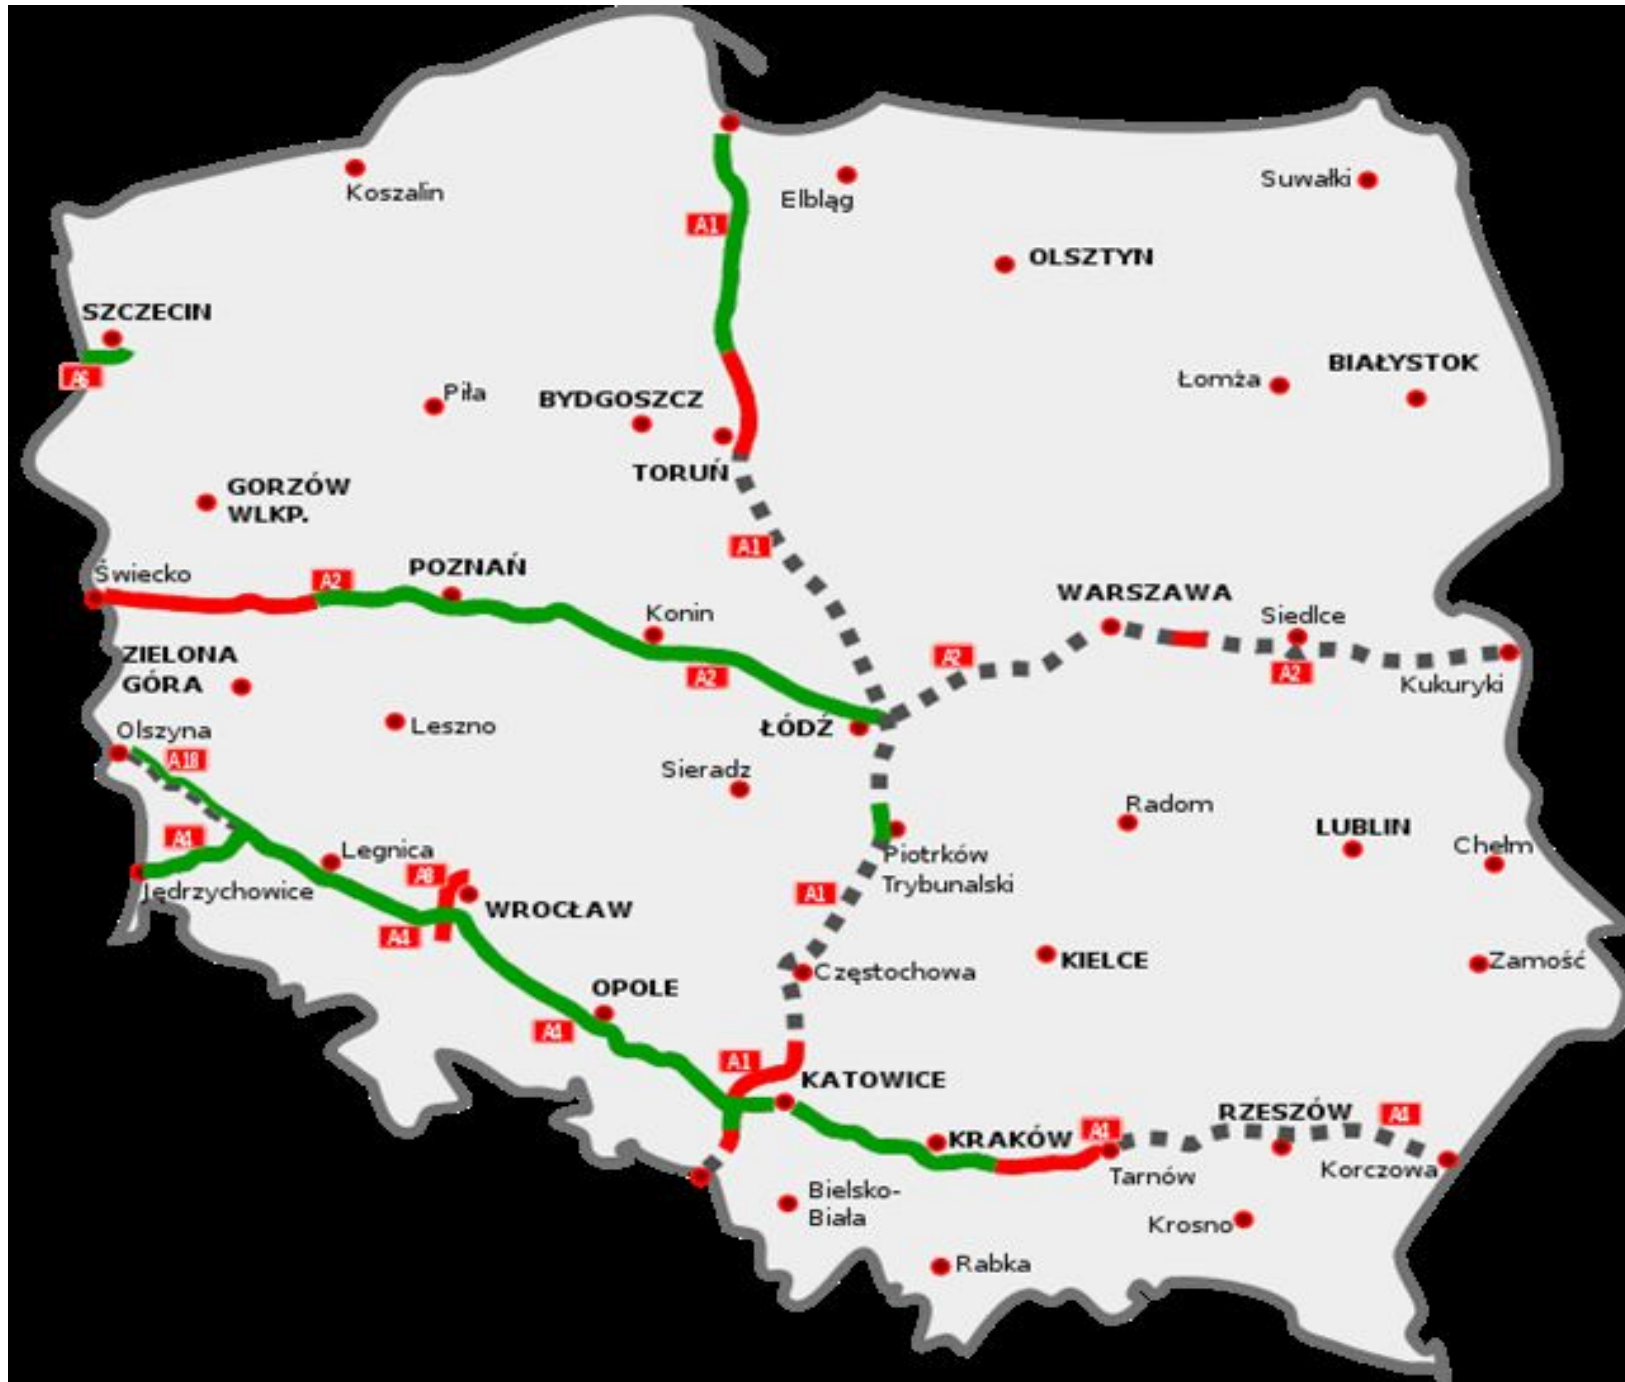 Koszalin
Elbląg
Suwałki
A1
OLSZTYN
SZCZECIN
A6
BIAŁYSTOK
Łomża
Piła
BYDGOSZCZ
TORUŃ
GORZÓW
WLKP.
A1
Świecko
A2
POZNAŃ
Konin
WARSZAWA
Siedlce
A2
A2
A2
Kukuryki
ZIELONA
GÓRA
Leszno
ŁÓDŹ
Olszyna
A18
Sieradz
Radom
LUBLIN
Chełm
A4
Legnica
Piotrków
Trybunalski
A8
Jędrzychowice
A1
WROCŁAW
A4
Częstochowa
KIELCE
Zamość
OPOLE
A4
A1
KATOWICE
KRAKÓW
A4
RZESZÓW
A4
Tarnów
Korczowa
Bielsko-
Biała
Krosno
Rabka